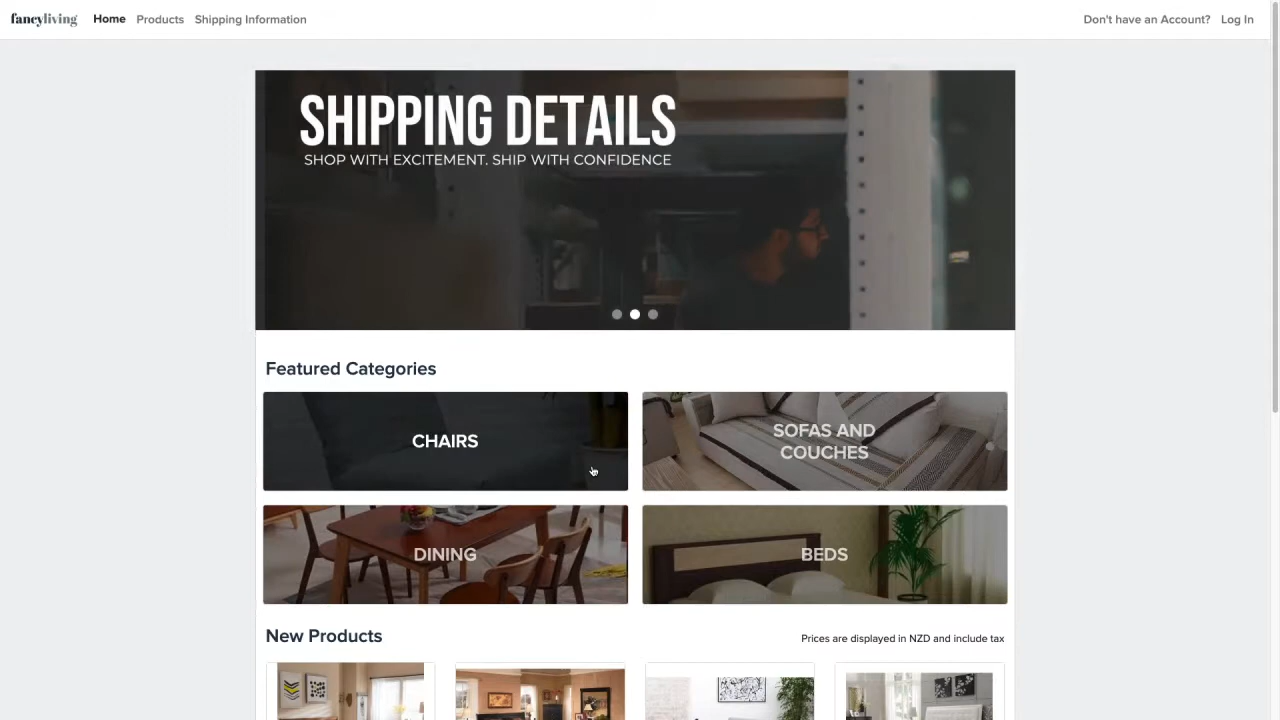 fancyliving Home Products Shipping Information Don't have an Account? Log In
SHIPPING DETAILS
SHOP WITH EXCITEMENT. SHIP WITH CONFIDENCE
Featured Categories
CHAIRS
SOFAS AND
COUCHES
DINING
BEDS
New Products
Prices are displayed in NZD and include tax